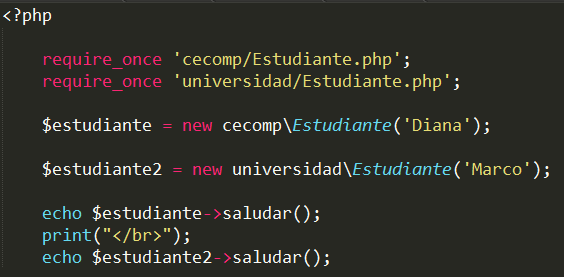 <?php
require_once 'cecomp/Estudiante.php';
require_once 'universidad/Estudiante.php';
$estudiante = new cecomp\Estudiante('Diana');
$estudiante2 = new universidad\Estudiante('Marco');
echo $estudiante->saludar();
print("</br>");
echo $estudiante2->saludar();